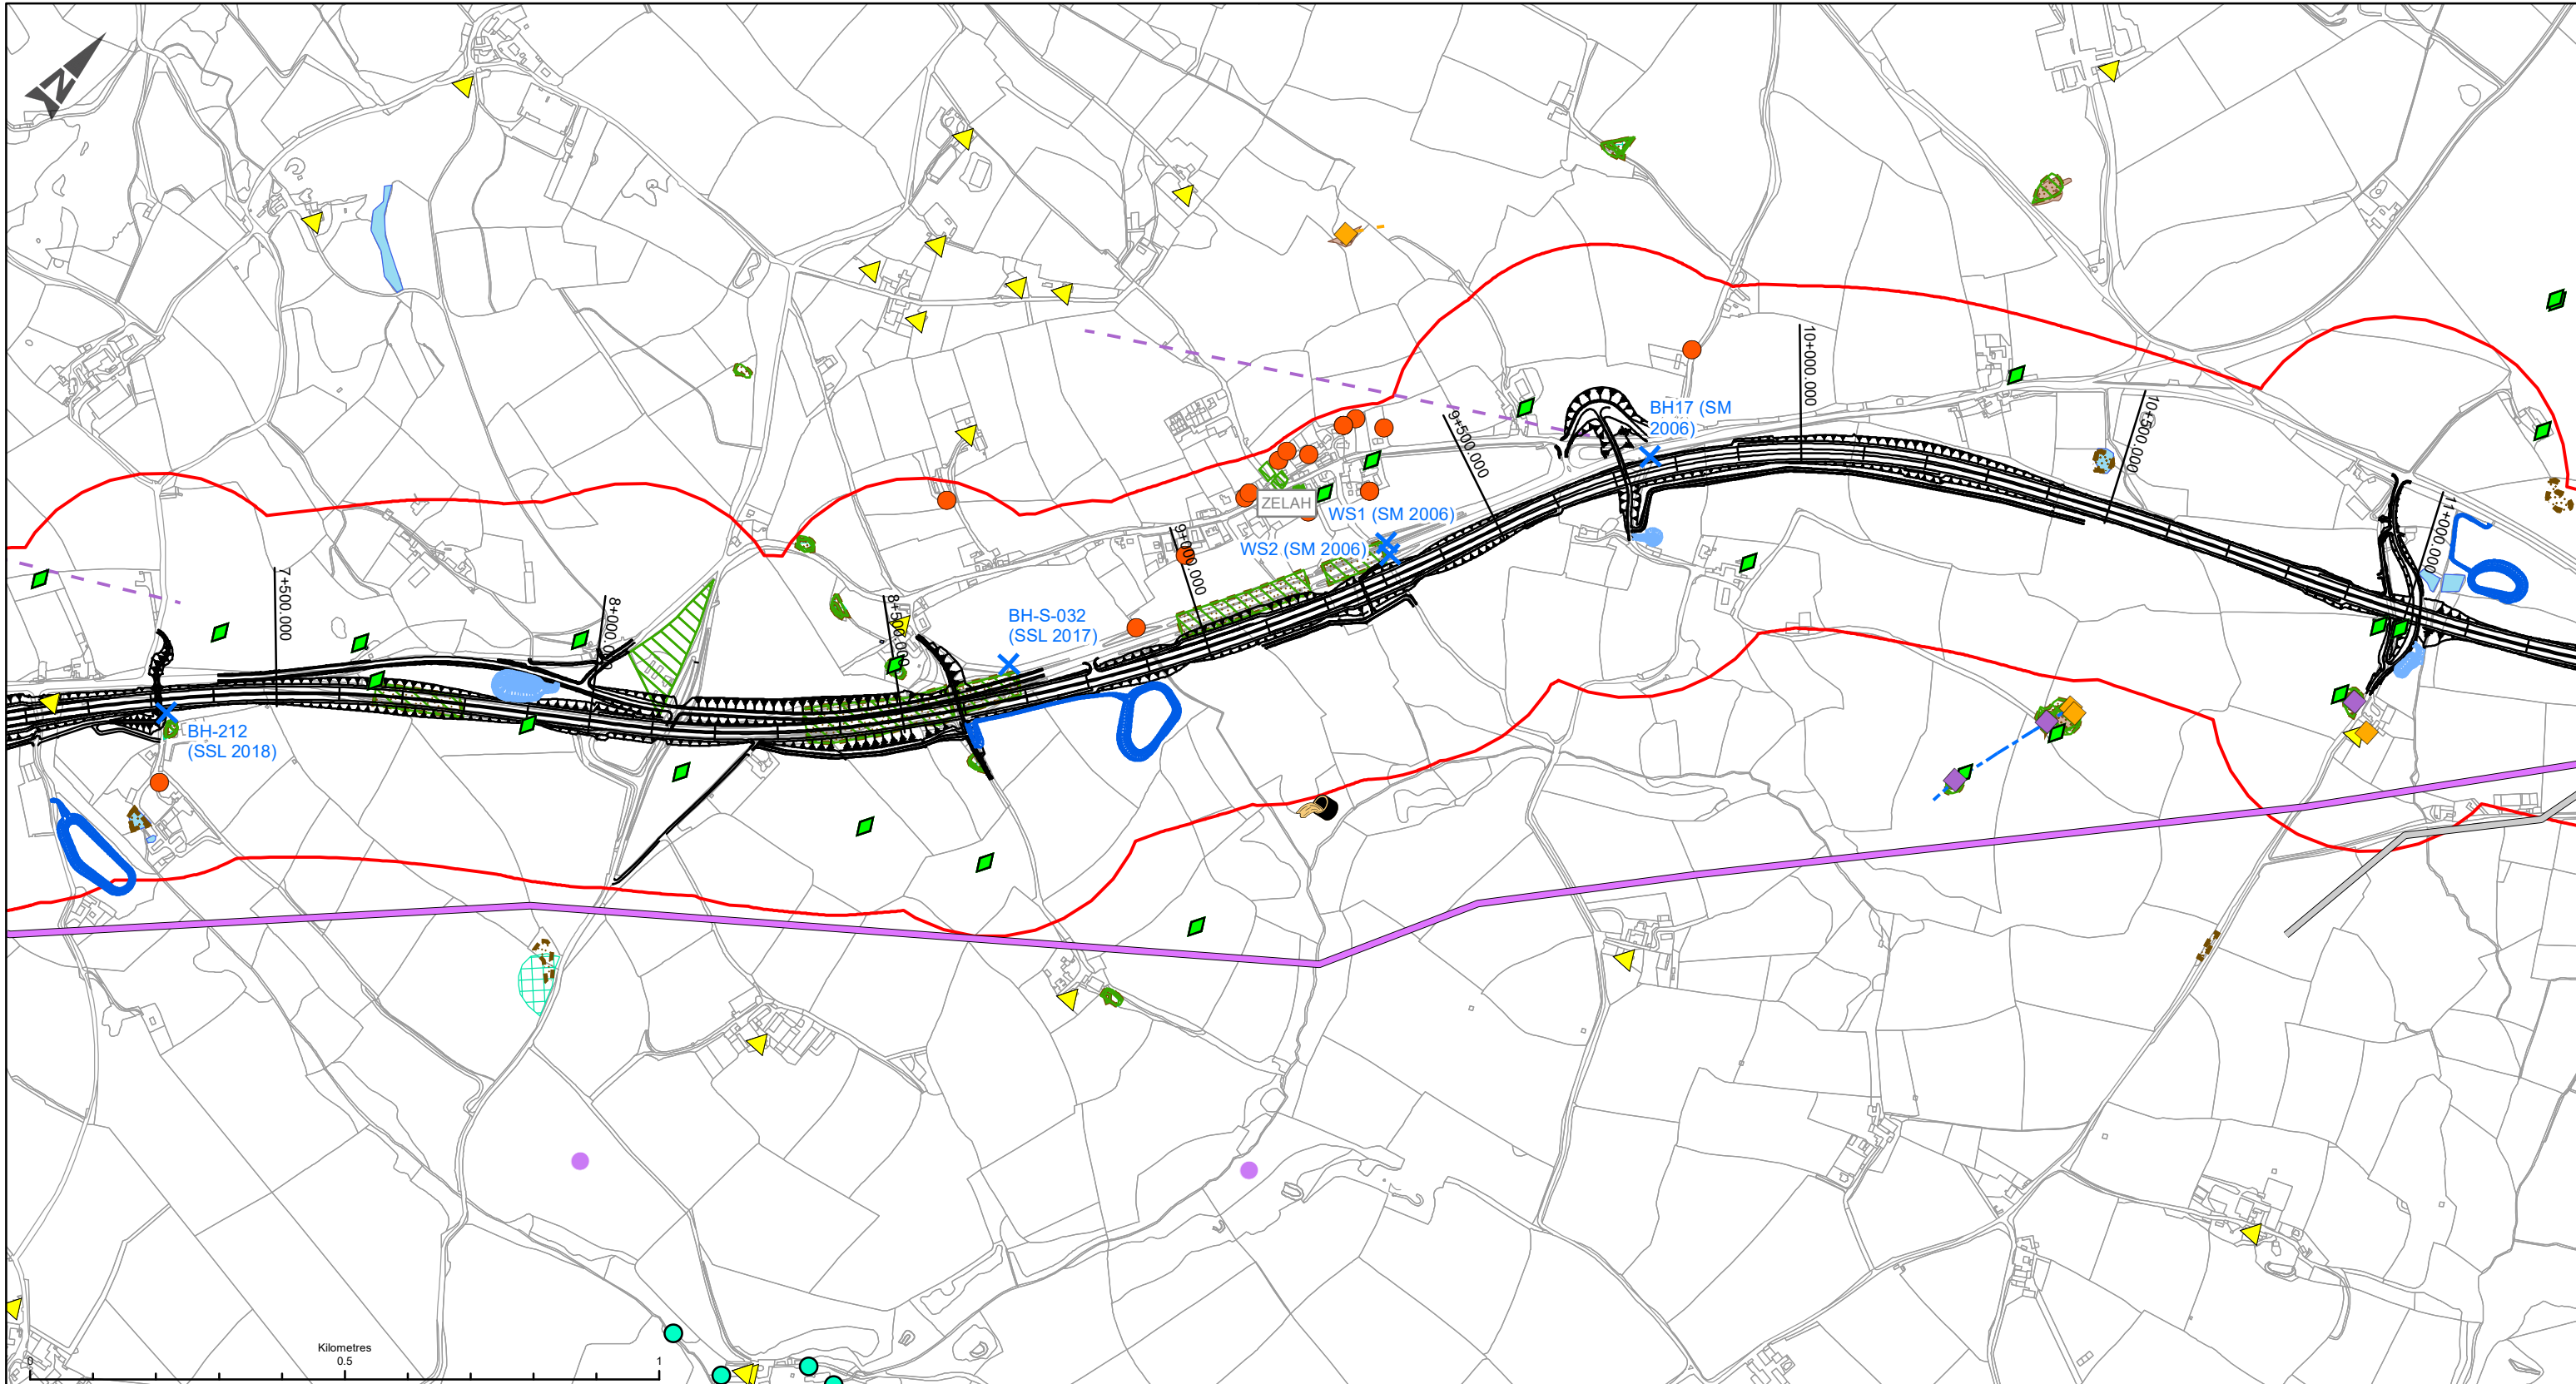 N
10+000.000
BH17 (SM
2006)
10+500.000
9+500.000
ZELAH
WS1 (SM 2006)
WS2 (SM 2006)
9+000.000
11+000.000
7+500.000
8+000.000
8+500.000
BH-S-032
(SSL 2017)
BH-212
(SSL 2018)
Kilometres
0 0.5 1